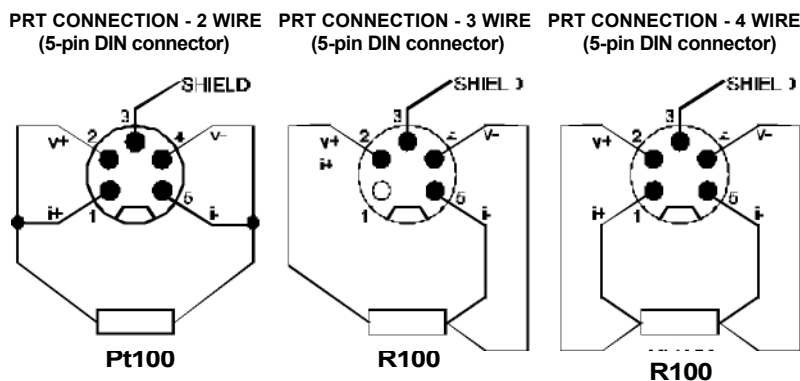 PRT CONNECTION - 2 WIRE
(5-pin DIN connector)
SHIELD
3
v+
2
4
v-
i+
1
5
i-
Pt100
PRT CONNECTION - 3 WIRE
(5-pin DIN connector)
SHIEL
3
v+
2
v-
i+
1
5
i-
R100
PRT CONNECTION - 4 WIRE
(5-pin DIN connector)
SHIEL
3
v+
2
v-
i+
1
5
i-
R100